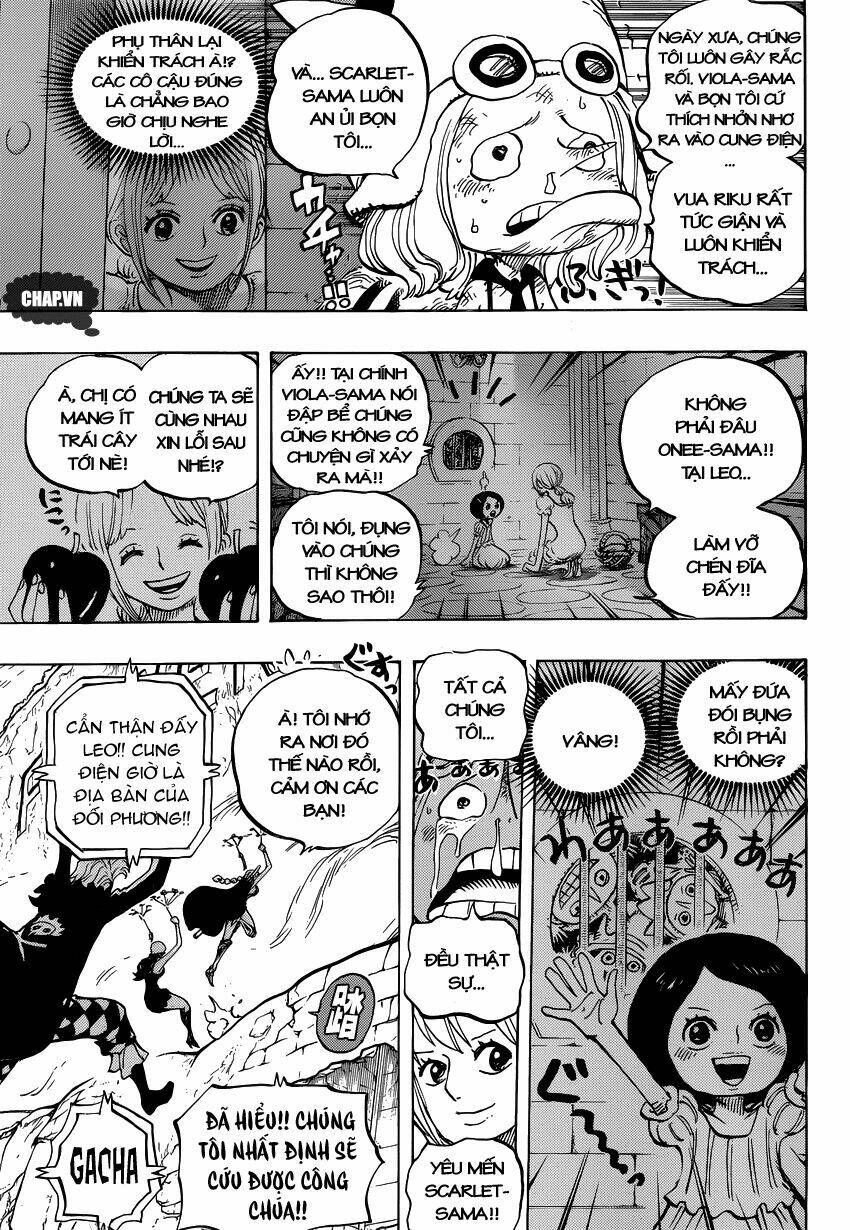 NGÀY XƯA, CHÚNG
TÔI LUÔN GÂY RẮC
RỐI. VIOLA-SAMA
VÀ BỌN TÔI CỨ
THÍCH NHỞN NHƠ
RA VÀO CUNG ĐIỆN
...
VUA RIKU RẤT
TỨC GIẬN VÀ
LUÔN KHIỂN
TRÁCH...
VÀ... SCARLET-
SAMA LUÔN
AN ỦI BỌN
TÔI...
PHỤ THÂN LẠI
KHIỂN TRÁCH À!?
CÁC CÔ CẬU ĐÚNG
LÀ CHẲNG BAO
GIỜ CHỊU NGHE
LỜI...
CHAP.VN
KHÔNG
PHẢI ĐÂU
ONEE-SAMA!!
TẠI LEO...
LÀM VỠ
CHÉN ĐĨA
ĐẤY!!
ẤY!! TẠI CHÍNH
VIOLA-SAMA NÓI
ĐẬP BỂ CHÚNG
CŨNG KHÔNG CÓ
CHUYỆN GÌ XẢY
RA MÀ!!
TÔI NÓI, ĐỤNG
VÀO CHÚNG
THÌ KHÔNG
SAO THÔI!
CHÚNG TA SẼ
CÙNG NHAU
XIN LỖI SAU
NHÉ!?
À, CHỊ CÓ
MANG ÍT
TRÁI CÂY
TỚI NÈ!
MẤY ĐỨA
ĐÓI BỤNG
RỒI PHẢI
KHÔNG?
VÂNG!
わああぁぁぁぁ
TẤT CẢ
CHÚNG
TÔI...
ĐỀU THẬT
SỰ...
YÊU MẾN
SCARLET-
SAMA!!
À! TÔI NHỚ
RA NƠI ĐÓ
THẾ NÀO RỒI,
CẢM ƠN CÁC
BẠN!
CẨN THẬN ĐẤY
LEO!! CUNG
ĐIỆN GIỜ LÀ
ĐỊA BÀN CỦA
ĐỐI PHƯƠNG!!
踏
ĐÃ HIỂU!! CHÚNG
TÔI NHẤT ĐỊNH SẼ
CỨU ĐƯỢC CÔNG
CHÚA!!
GACHA